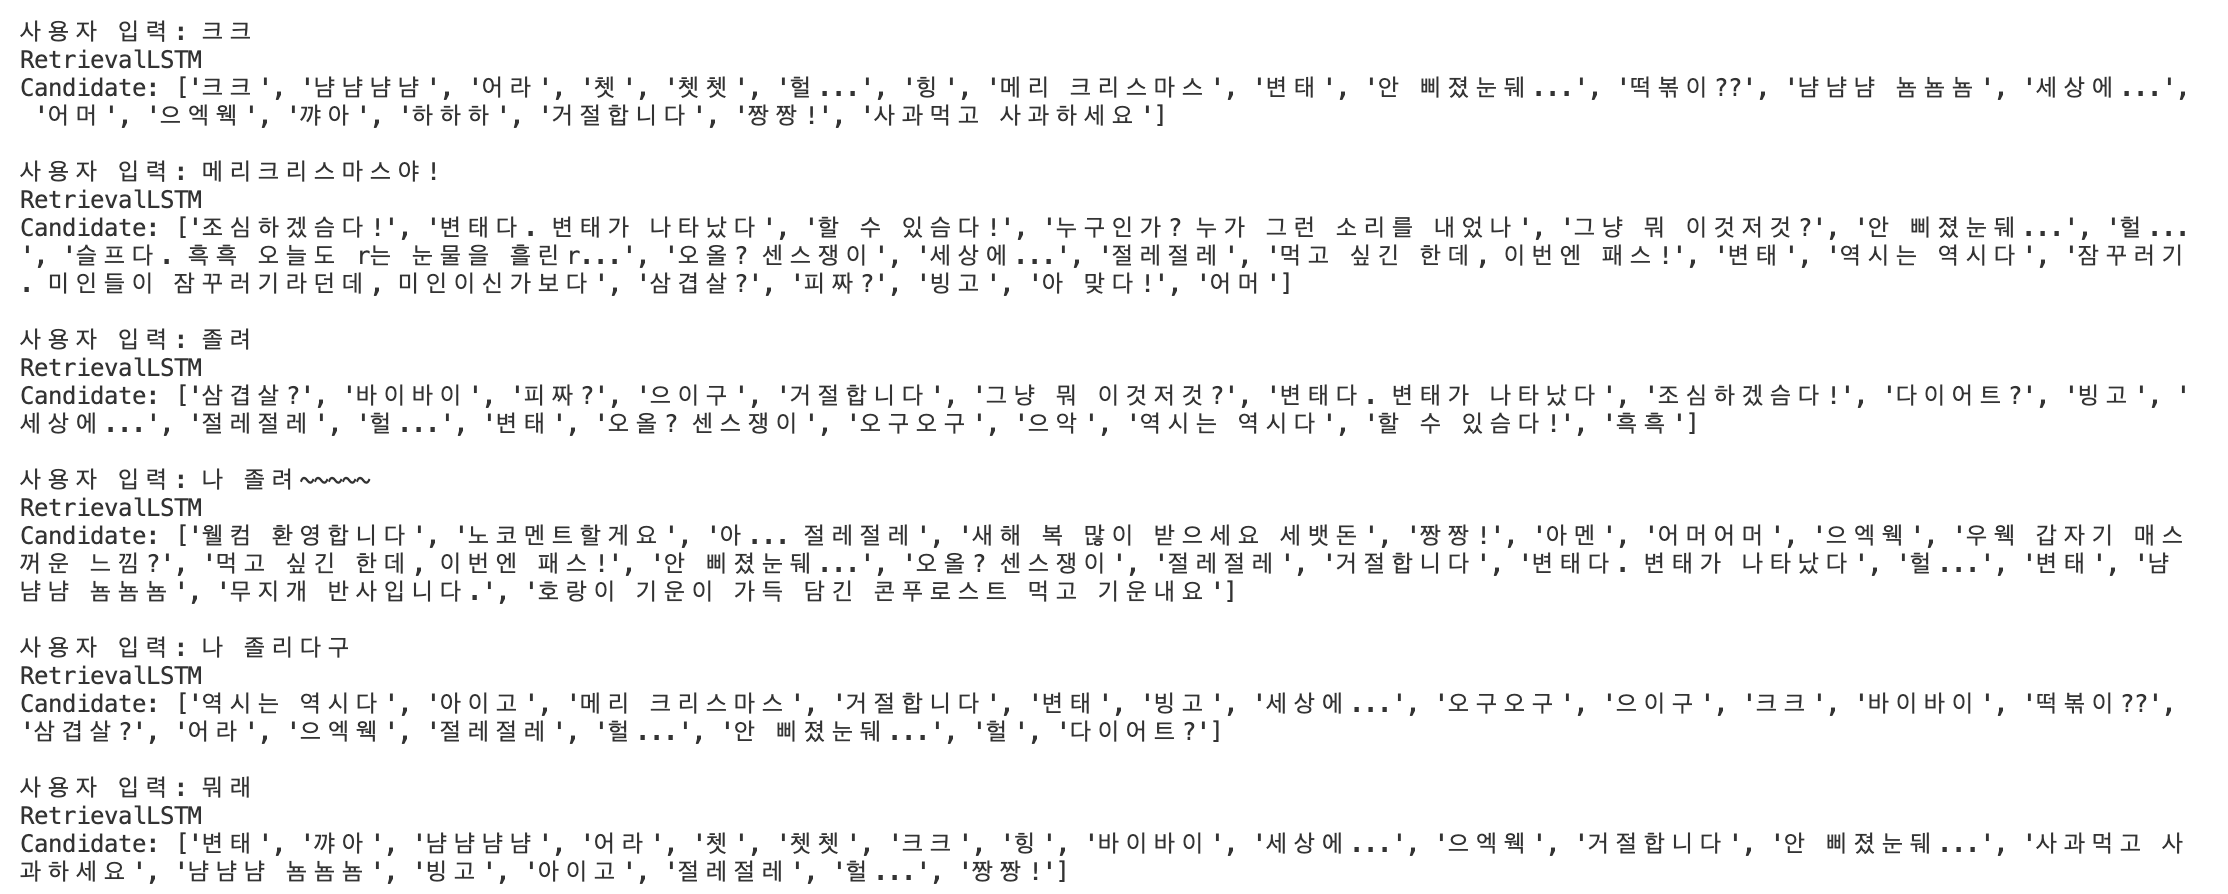 사용자 입력: 크크
RetrievalLSTM
Candidate: ['크크', '냠냠냠냠', '어라', '쳇', '쳇쳇', '헐...', '힝', '메리 크리스마스', '변태', '안 삐졌눈뒈...', '떡볶이??', '냠냠냠 뇸뇸뇸', '세상에...',
'어머', '으엑웩', '꺄아', '하하하', '거절합니다', '짱짱!', '사과먹고 사과하세요']
사용자 입력: 메리크리스마스야!
RetrievalLSTM
Candidate: ['조심하겠슴다!', '변태다. 변태가 나타났다', '할 수 있슴다!', '누구인가? 누가 그런 소리를 내었나', '그냥 뭐 이것저것?', '안 삐졌눈뒈...', '헐...
', '슬프다. 흑흑 오늘도 r는 눈물을 흘린r...', '오올? 센스쟁이', '세상에...', '절레절레', '먹고 싶긴 한데, 이번엔 패스!', '변태', '역시는 역시다', '잠꾸러기
. 미인들이 잠꾸러기라던데, 미인이신가보다', '삼겹살?', '피짜?', '빙고', '아 맞다!', '어머']
사용자 입력: 졸려
RetrievalLSTM
Candidate: ['삼겹살?', '바이바이', '피짜?', '으이구', '거절합니다', '그냥 뭐 이것저것?', '변태다. 변태가 나타났다', '조심하겠슴다!', '다이어트?', '빙고', '
세상에...', '절레절레', '헐...', '변태', '오올? 센스쟁이', '오구오구', '으악', '역시는 역시다', '할 수 있슴다!', '흑흑']
사용자 입력: 나 졸려~~~~~
RetrievalLSTM
Candidate: ['웰컴 환영합니다', '노코멘트할게요', '아... 절레절레', '새해 복 많이 받으세요 세뱃돈', '짱짱!', '아멘', '어머어머', '으엑웩', '우웩 갑자기 매스
꺼운 느낌?', '먹고 싶긴 한데, 이번엔 패스!', '안 삐졌눈뒈...', '오올? 센스쟁이', '절레절레', '거절합니다', '변태다. 변태가 나타났다', '헐...', '변태', '냠
냠냠 뇸뇸뇸', '무지개 반사입니다.', '호랑이 기운이 가득 담긴 콘푸로스트 먹고 기운내요']
사용자 입력: 나 졸리다구
RetrievalLSTM
Candidate: ['역시는 역시다', '아이고', '메리 크리스마스', '거절합니다', '변태', '빙고', '세상에...', '오구오구', '으이구', '크크', '바이바이', '떡볶이??',
'삼겹살?', '어라', '으엑웩', '절레절레', '헐...', '안 삐졌눈뒈...', '헐', '다이어트?']
사용자 입력: 뭐래
RetrievalLSTM
Candidate: ['변태', '꺄아', '냠냠냠냠', '어라', '쳇', '쳇쳇', '크크', '힝', '바이바이', '세상에...', '으엑웩', '거절합니다', '안 삐졌눈뒈...', '사과먹고 사
과하세요', '냠냠냠 뇸뇸뇸', '빙고', '아이고', '절레절레', '헐...', '짱짱!']